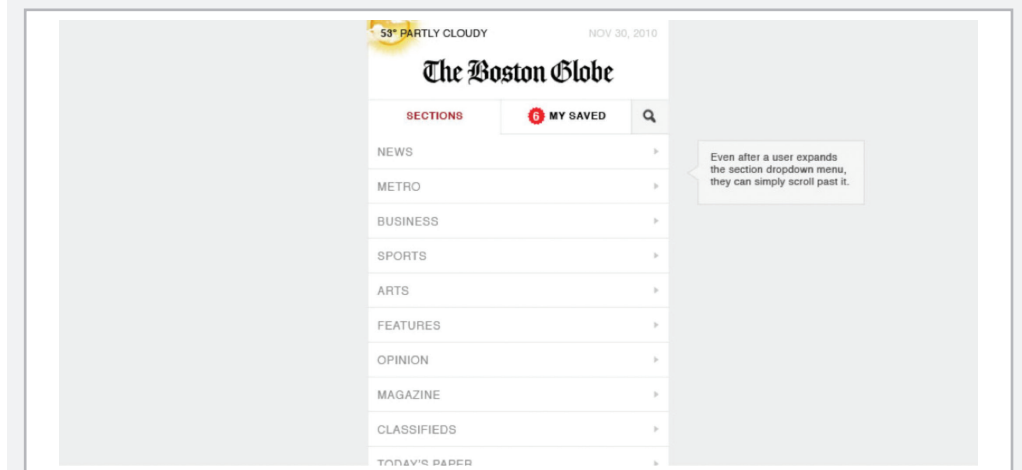 53° PARTLY CLOUDY NOV 30, 2010
The Boston Globe
SECTIONS 6 MY SAVED
NEWS
METRO
BUSINESS
SPORTS
ARTS
FEATURES
OPINION
MAGAZINE
CLASSIFIEDS
TODAY'S PAPER
Even after a user expands
the section dropdown menu,
they can simply scroll past it.